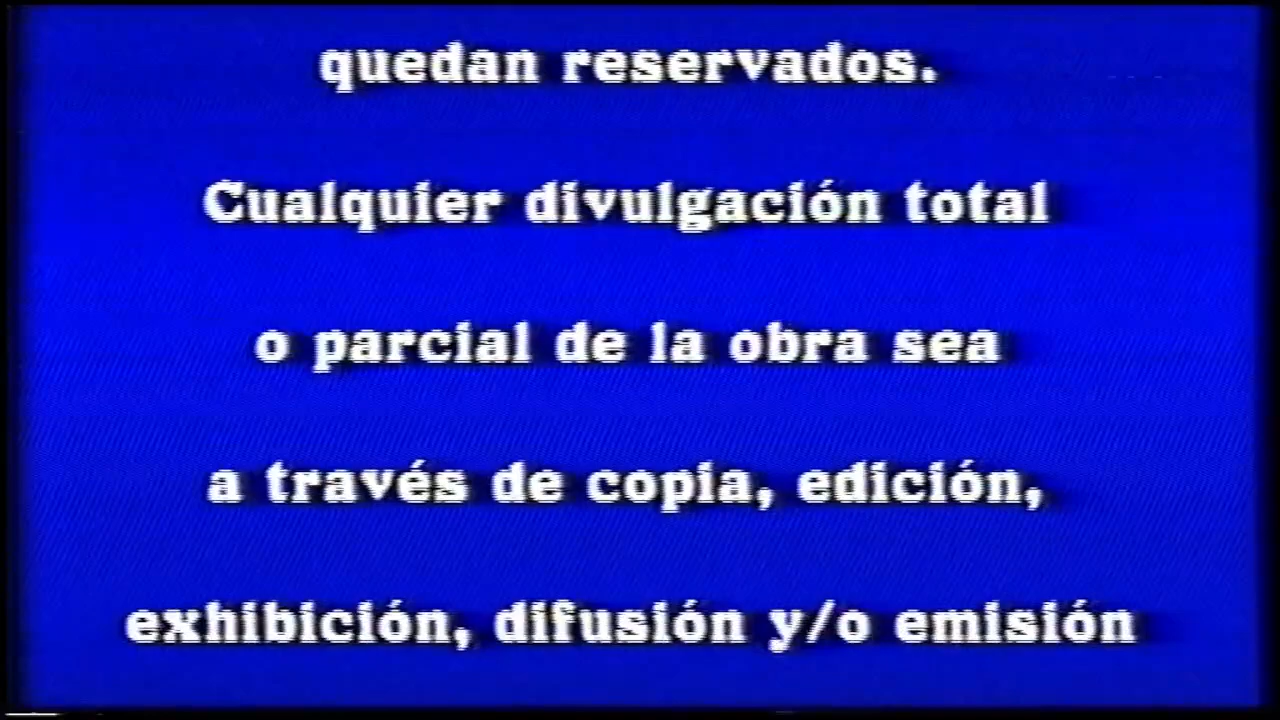 quedan reservados.
Cualquier divulgación total
o parcial de la obra sea
a través de copia, edición,
exhibición, difusión y/o emisión